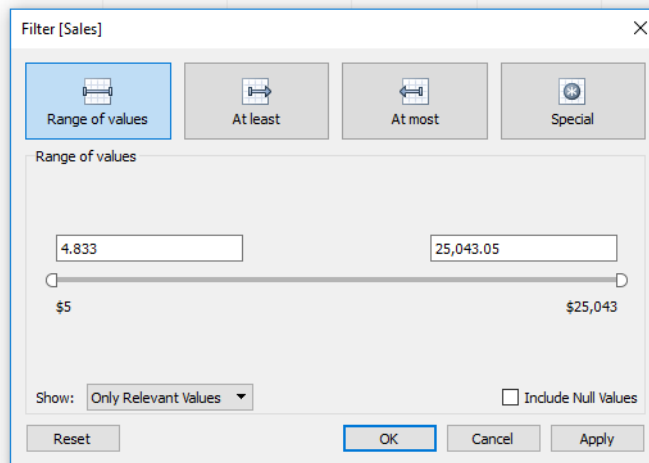 Filter [Sales]
Range of values
At least
At most
Special
Range of values
4.833
25,043.05
$5
$25,043
Show:
Only Relevant Values
Include Null Values
Reset
OK
Cancel
Apply